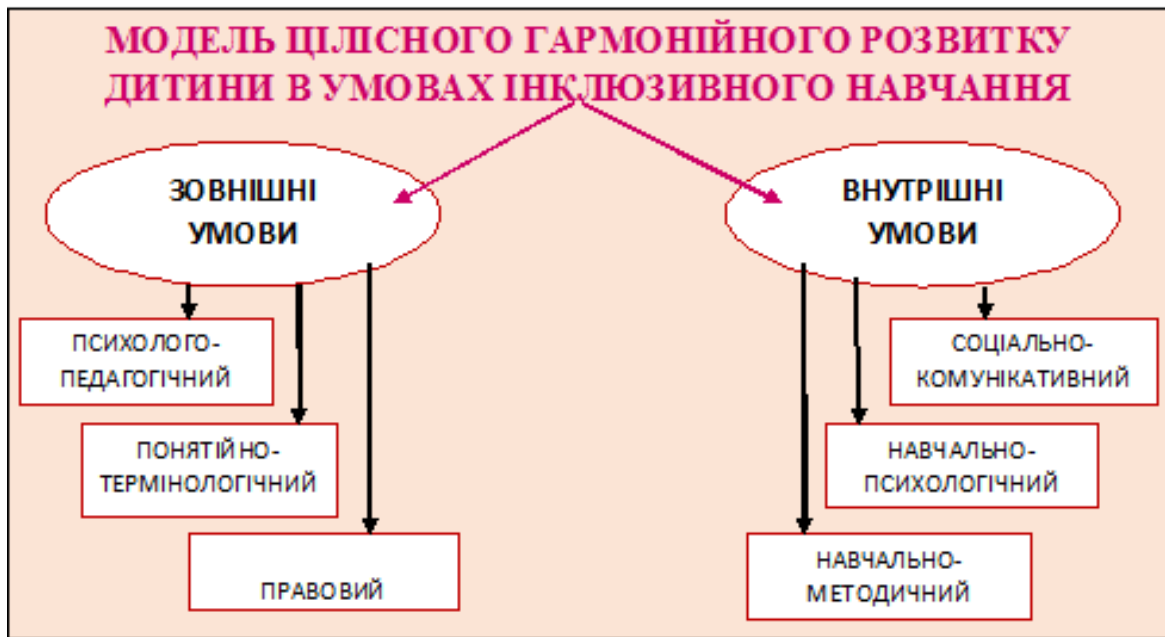 МОДЕЛЬ ЦІЛІСНОГО ГАРМОНІЙНОГО РОЗВИТКУ
ДИТИНИ В УМОВАХ ІНКЛЮЗИВНОГО НАВЧАННЯ
ЗОВНІШНІ
УМОВИ
ПСИХОЛОГО-
ПЕДАГОГІЧНИЙ
ПОНЯТІЙНО-
ТЕРМІНОЛОГІЧНИЙ
ПРАВОВИЙ
ВНУТРІШНІ
УМОВИ
СОЦІАЛЬНО-
КОМУНІКАТИВНИЙ
НАВЧАЛЬНО-
ПСИХОЛОГІЧНИЙ
НАВЧАЛЬНО-
МЕТОДИЧНИЙ